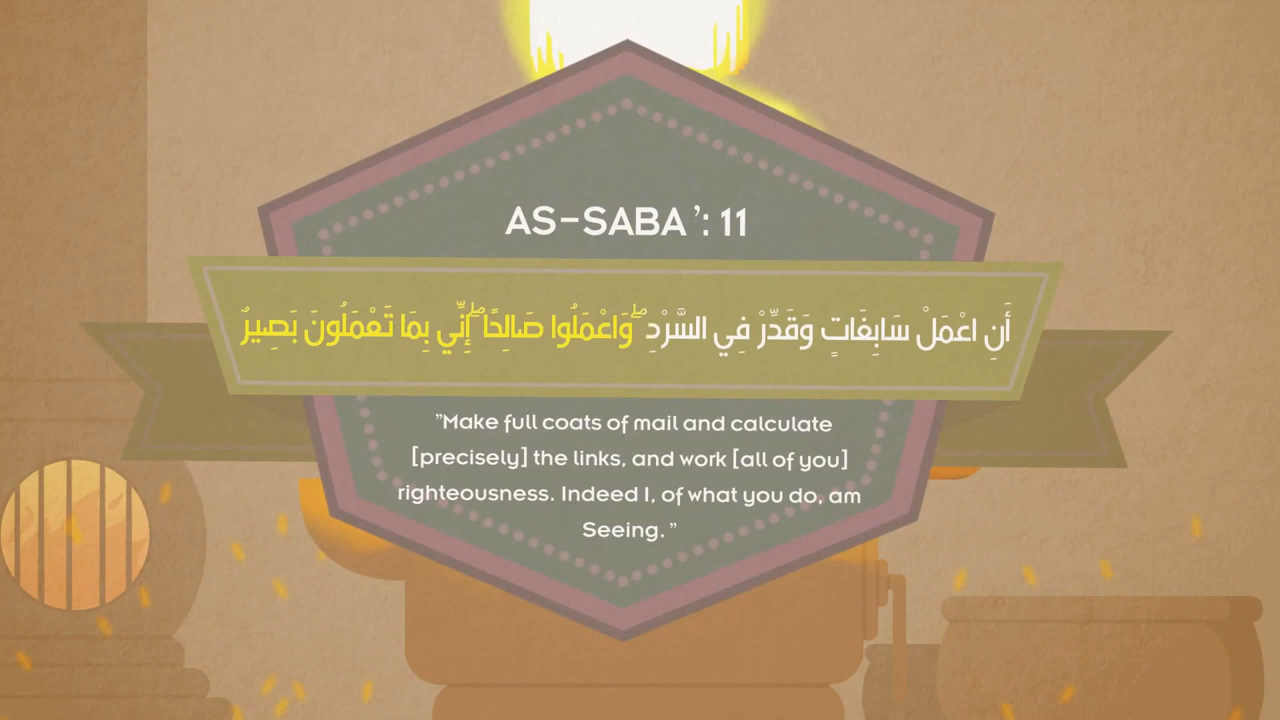 AS-SABA ’: 11
أَنِ اعْمَلْ سَابِغَاتٍ وَقَدِّرْ فِي السَّرْدِ ۖ وَاعْمَلُوا صَالِحًا ۖ إِنِّي بِمَا تَعْمَلُونَ بَصِيرٌ
”Make full coats of mail and calculate
[precisely] the links, and work [all of you]
righteousness. Indeed I, of what you do, am
Seeing. ”